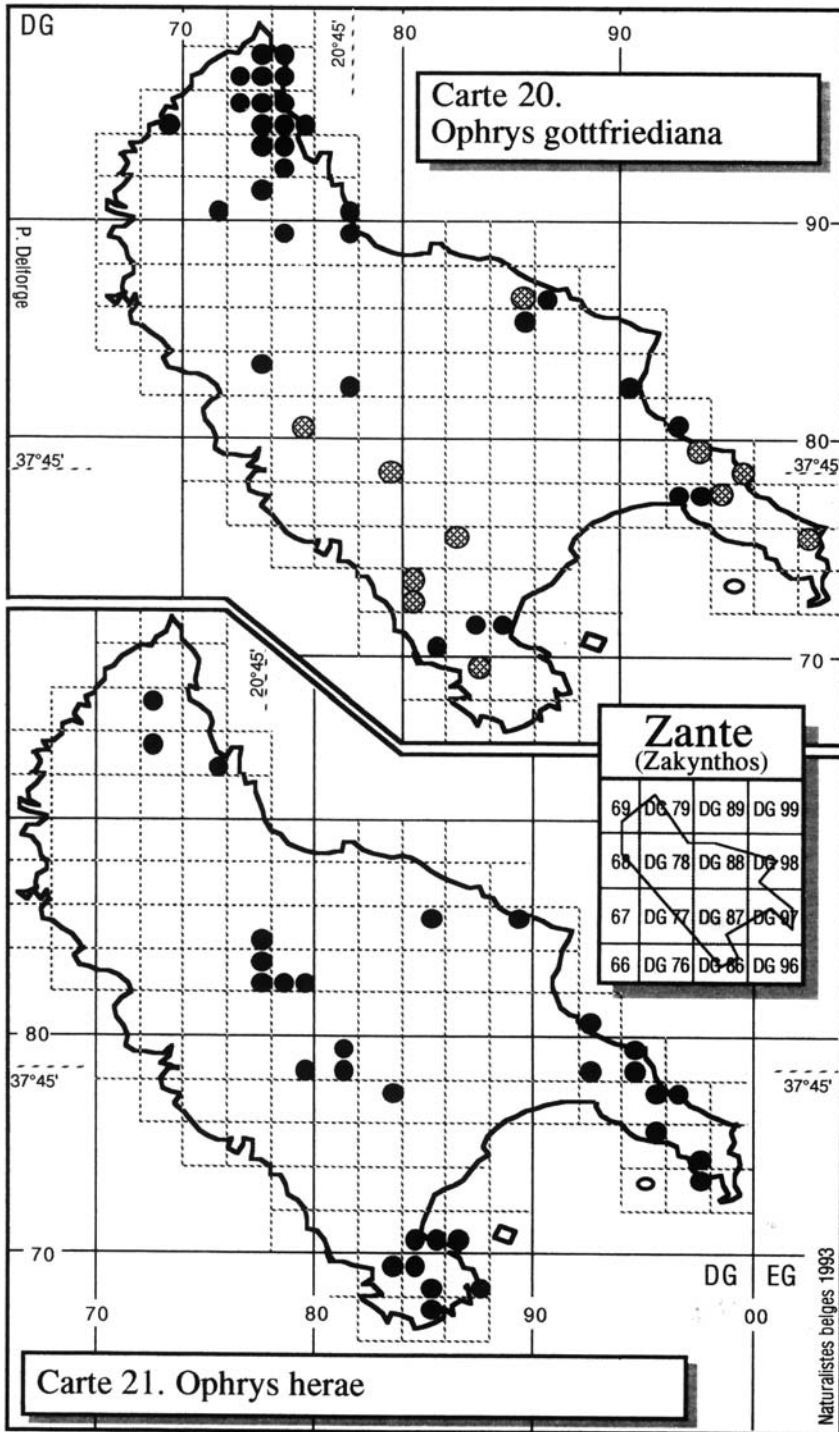 DG
70
80
90
20°45'
Carte 20.
Ophrys gottfriediana
P. Delforge
90
37°45'
80
37°45'
70
20°45'
Zante
(Zakynthos)
69 DG 79 DG 89 DG 99
68 DG 78 DG 88 DG 98
67 DG 77 DG 87 DG 97
66 DG 76 DG 86 DG 96
80
37°45'
37°45'
70
DG EG
70
80
90
00
Carte 21. Ophrys herae
Naturalistes belges 1993